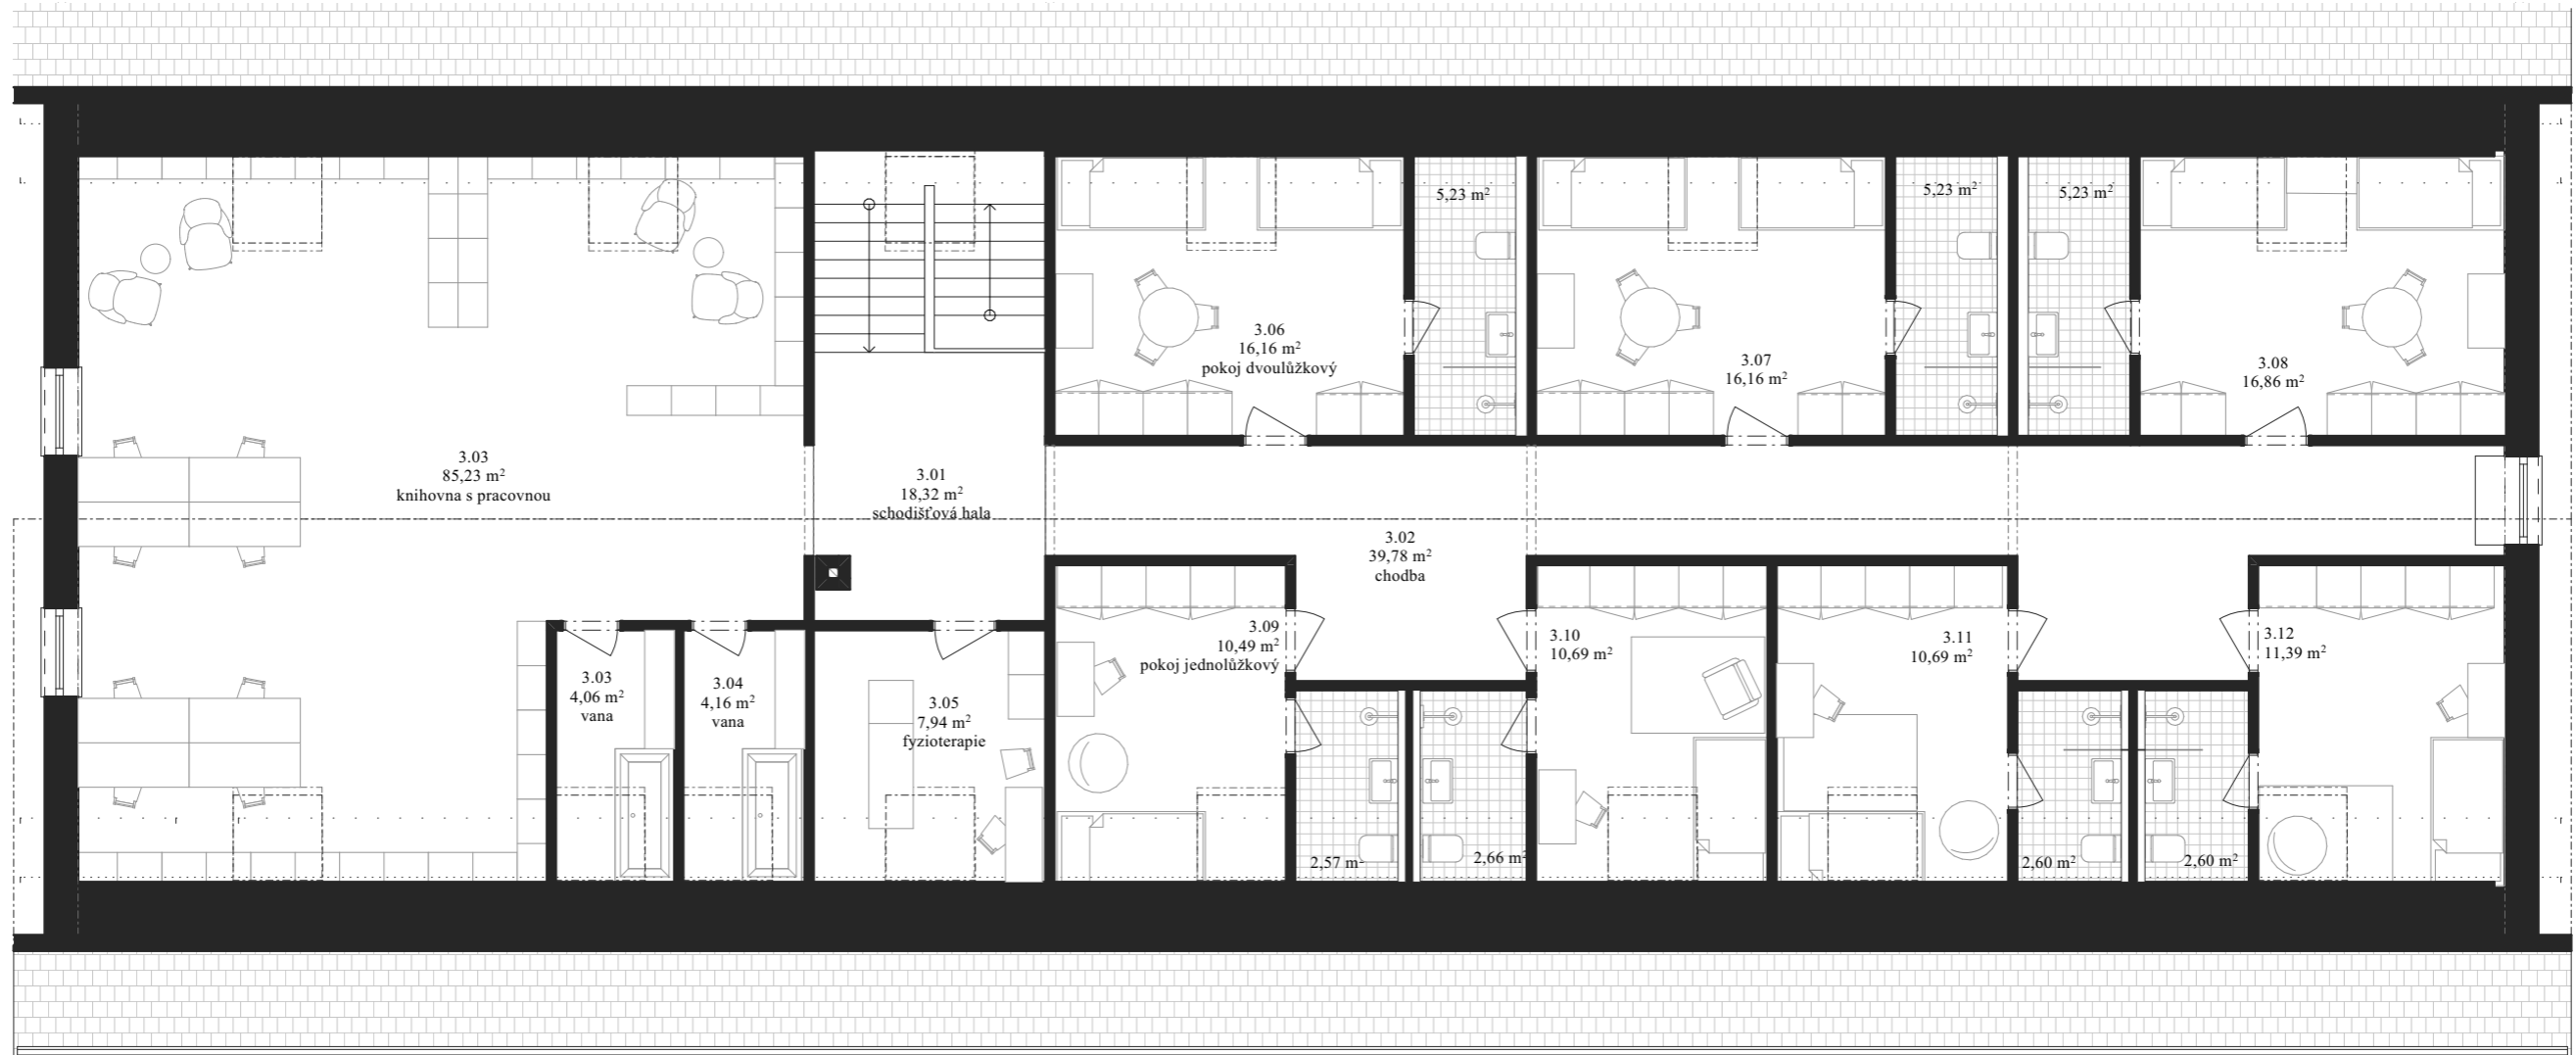 5,23 m²
5,23 m²
5,23 m²
3.06
16,16 m²
pokoj dvoulůžkový
3.07
16,16 m²
3.08
16,86 m²
3.03
85,23 m²
knihovna s pracovnou
3.01
18,32 m²
schodišťová hala
3.02
39,78 m²
chodba
3.03
4,06 m²
vana
3.04
4,16 m²
vana
3.05
7,94 m²
fyzioterapie
3.09
10,49 m²
pokoj jednolůžkový
3.10
10,69 m²
3.11
10,69 m²
3.12
11,39 m²
2,57 m²
2,66 m²
2,60 m²
2,60 m²